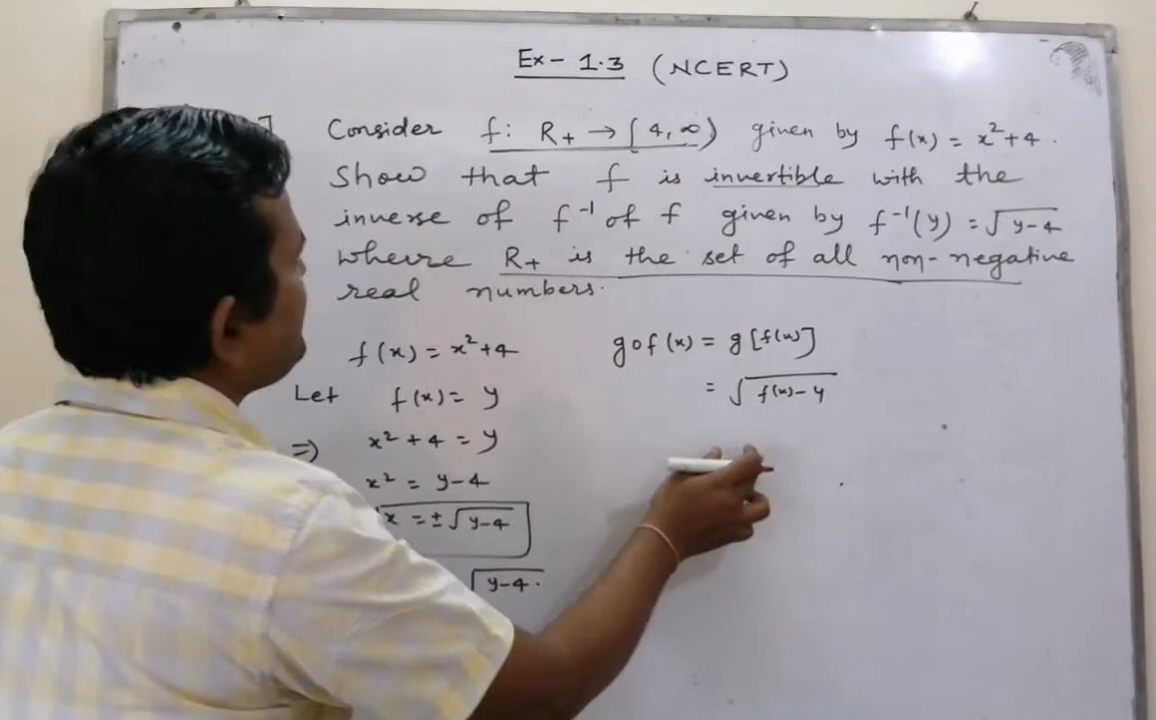 Ex- 1.3 (NCERT)
Consider f: R+ → [4, ∞) given by f(x) = x²+4.
Show that f is invertible with the
inverse of f⁻¹ of f given by f⁻¹(y) = √y-4
wheire R+ is the set of all non-negative
real numbers.
f(x) = x²+4
Let f(x) = y
⇒ x² + 4 = y
x² = y-4
x = ± √y-4
√y-4.
gof(x) = g[f(x)]
= √f(x)- 4